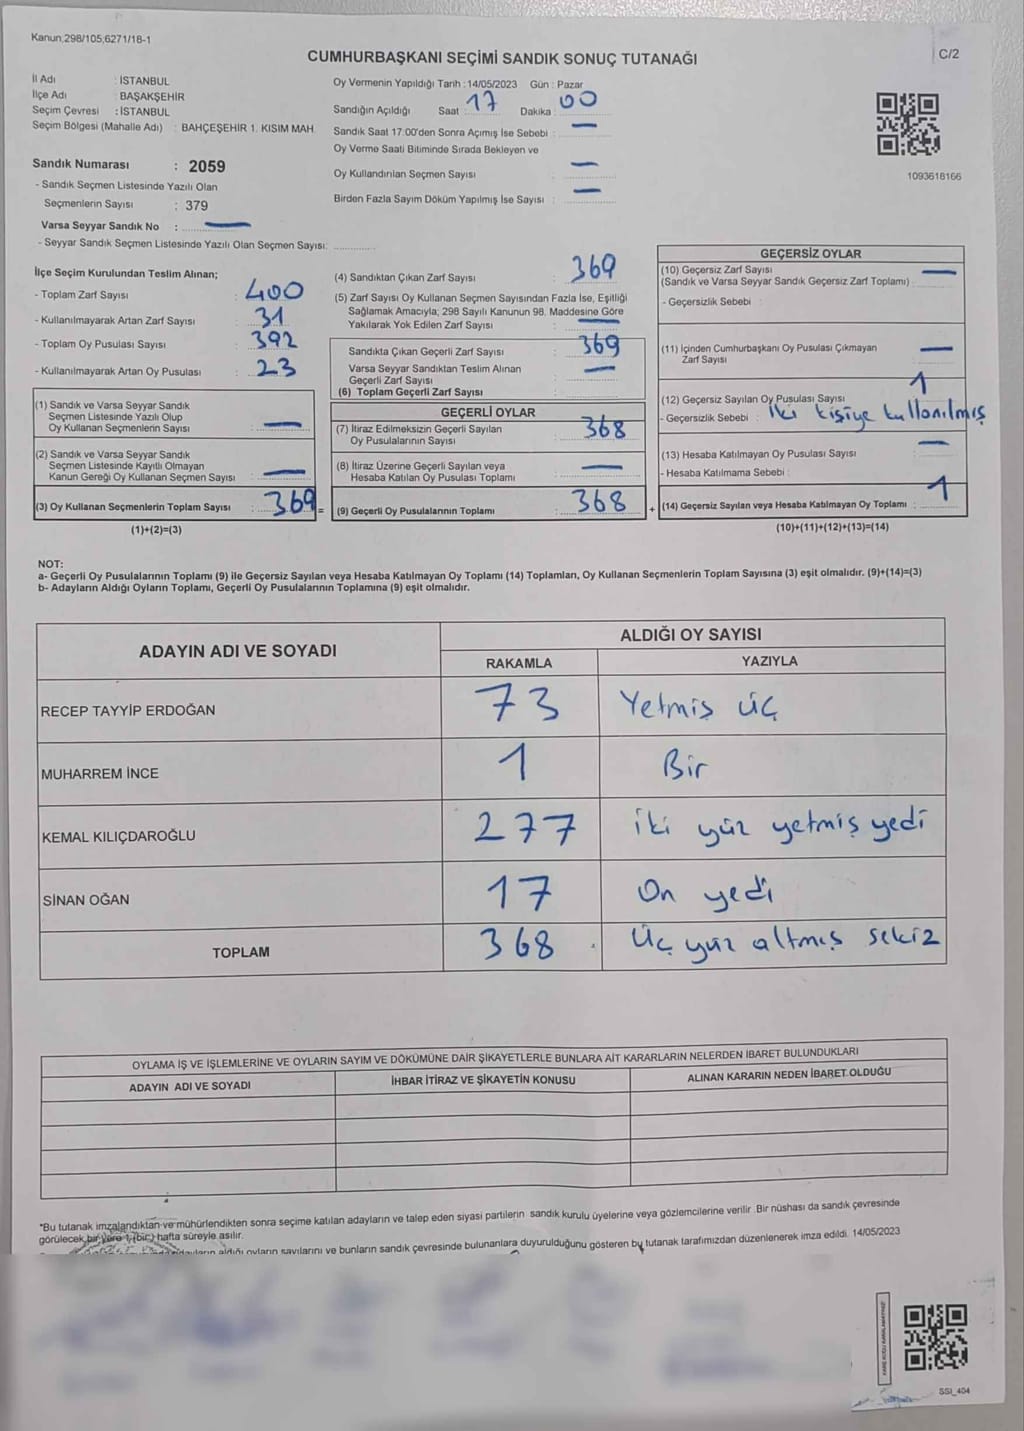 Kanun,298/105,6271/18-1
CUMHURBAŞKANI SEÇİMİ SANDIK SONUÇ TUTANAĞI
C/2
İl Adı : İSTANBUL
İlçe Adı : BAŞAKŞEHİR
Seçim Çevresi : İSTANBUL
Seçim Bölgesi (Mahalle Adı) : BAHÇEŞEHİR 1. KISIM MAH.
Oy Vermenin Yapıldığı Tarih : 14/05/2023 Gün : Pazar
Sandığın Açıldığı Saat : 17 Dakika : 00
Sandık Saat 17:00'den Sonra Açımış İse Sebebi : —
Oy Verme Saati Bitiminde Sırada Bekleyen ve
Oy Kullandırılan Seçmen Sayısı : —
Birden Fazla Sayım Döküm Yapılmış İse Sayısı : —
1093618166
Sandık Numarası : 2059
- Sandık Seçmen Listesinde Yazılı Olan
Seçmenlerin Sayısı : 379
Varsa Seyyar Sandık No : —
- Seyyar Sandık Seçmen Listesinde Yazılı Olan Seçmen Sayısı:
İlçe Seçim Kurulundan Teslim Alınan;
- Toplam Zarf Sayısı : 400
- Kullanılmayarak Artan Zarf Sayısı : 31
- Toplam Oy Pusulası Sayısı : 392
- Kullanılmayarak Artan Oy Pusulası : 23
(1) Sandık ve Varsa Seyyar Sandık
Seçmen Listesinde Yazılı Olup
Oy Kullanan Seçmenlerin Sayısı : —
(2) Sandık ve Varsa Seyyar Sandık
Seçmen Listesinde Kayıtlı Olmayan
Kanun Gereği Oy Kullanan Seçmen Sayısı : —
(3) Oy Kullanan Seçmenlerin Toplam Sayısı : 369 =
(1)+(2)=(3)
(4) Sandıktan Çıkan Zarf Sayısı : 369
(5) Zarf Sayısı Oy Kullanan Seçmen Sayısından Fazla İse, Eşitliği
Sağlamak Amacıyla; 298 Sayılı Kanunun 98. Maddesine Göre
Yakılarak Yok Edilen Zarf Sayısı : —
Sandıkta Çıkan Geçerli Zarf Sayısı : 369
Varsa Seyyar Sandıktan Teslim Alınan
Geçerli Zarf Sayısı : —
(6) Toplam Geçerli Zarf Sayısı :
GEÇERLİ OYLAR
(7) İtiraz Edilmeksizin Geçerli Sayılan
Oy Pusulalarının Sayısı : 368
(8) İtiraz Üzerine Geçerli Sayılan veya
Hesaba Katılan Oy Pusulası Toplamı : —
(9) Geçerli Oy Pusulalarının Toplamı : 368 +
GEÇERSİZ OYLAR
(10) Geçersiz Zarf Sayısı : —
(Sandık ve Varsa Seyyar Sandık Geçersiz Zarf Toplamı)
- Geçersizlik Sebebi :
(11) İçinden Cumhurbaşkanı Oy Pusulası Çıkmayan
Zarf Sayısı : —
(12) Geçersiz Sayılan Oy Pusulası Sayısı : 1
- Geçersizlik Sebebi : İki kişiye kullanılmış
(13) Hesaba Katılmayan Oy Pusulası Sayısı : —
- Hesaba Katılmama Sebebi :
(14) Geçersiz Sayılan veya Hesaba Katılmayan Oy Toplamı : 1
(10)+(11)+(12)+(13)=(14)
NOT:
a- Geçerli Oy Pusulalarının Toplamı (9) ile Geçersiz Sayılan veya Hesaba Katılmayan Oy Toplamı (14) Toplamları, Oy Kullanan Seçmenlerin Toplam Sayısına (3) eşit olmalıdır. (9)+(14)=(3)
b- Adayların Aldığı Oyların Toplamı, Geçerli Oy Pusulalarının Toplamına (9) eşit olmalıdır.
ADAYIN ADI VE SOYADI
ALDIĞI OY SAYISI
RAKAMLA YAZIYLA
RECEP TAYYİP ERDOĞAN 73 Yetmiş üç
MUHARREM İNCE 1 Bir
KEMAL KILIÇDAROĞLU 277 iki yüz yetmiş yedi
SİNAN OĞAN 17 On yedi
TOPLAM 368 Üç yüz altmış sekiz
OYLAMA İŞ VE İŞLEMLERİNE VE OYLARIN SAYIM VE DÖKÜMÜNE DAİR ŞİKAYETLERLE BUNLARA AİT KARARLARIN NELERDEN İBARET BULUNDUKLARI
ADAYIN ADI VE SOYADI İHBAR İTİRAZ VE ŞİKAYETİN KONUSU ALINAN KARARIN NEDEN İBARET OLDUĞU
*Bu tutanak imzalandıktan ve mühürlendikten sonra seçime katılan adayların ve talep eden siyasi partilerin sandık kurulu üyelerine veya gözlemcilerine verilir. Bir nüshası da sandık çevresinde
görülecek bir yere 1 (bir) hafta süreyle asılır.
aldığı oyların sayılarını ve bunların sandık çevresinde bulunanlara duyurulduğunu gösteren bu tutanak tarafımızdan düzenlenerek imza edildi. 14/05/2023
SSI_404